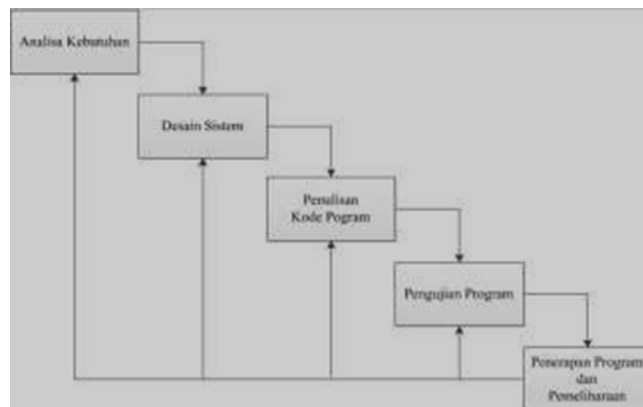 Analisa Kebutuhan
Desain Sistem
Penulisan
Kode Pogram
Pengujian Program
Penerapan Program
dan
Pemeliharaan